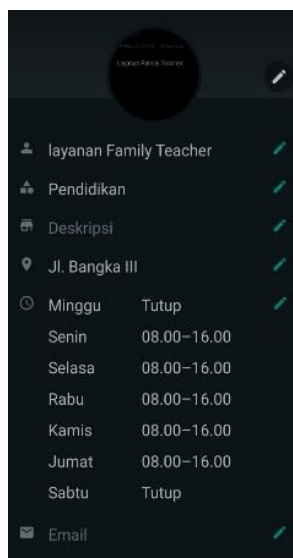 Layanan Family Teacher
layanan Family Teacher
Pendidikan
Deskripsi
Jl. Bangka III
Minggu Tutup
Senin 08.00–16.00
Selasa 08.00–16.00
Rabu 08.00–16.00
Kamis 08.00–16.00
Jumat 08.00–16.00
Sabtu Tutup
Email